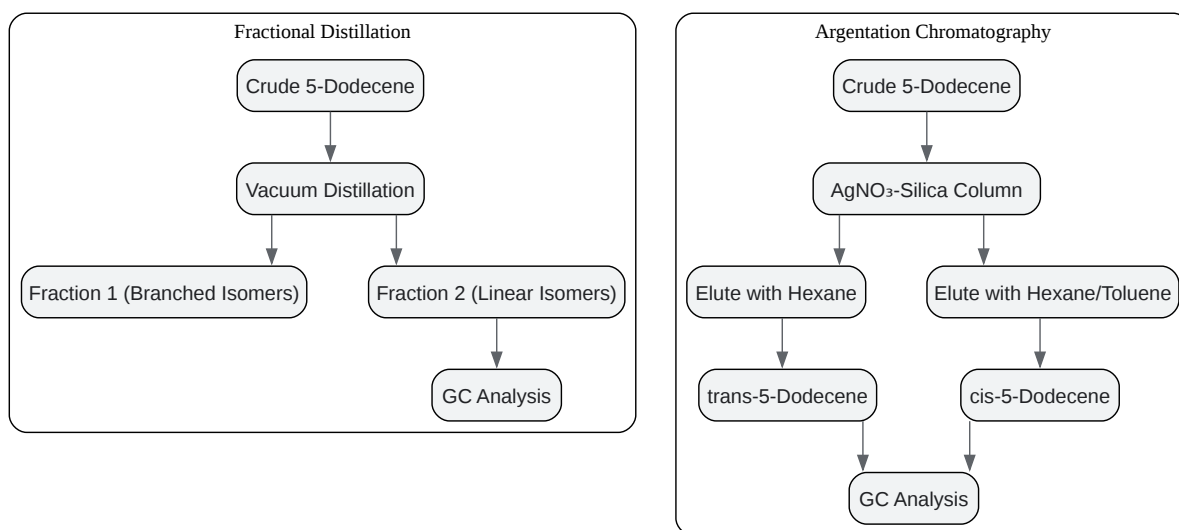 Fractional Distillation
Crude 5-Dodecene
Vacuum Distillation
Fraction 1 (Branched Isomers)
Fraction 2 (Linear Isomers)
GC Analysis
Argentation Chromatography
Crude 5-Dodecene
AgNO₃-Silica Column
Elute with Hexane
Elute with Hexane/Toluene
trans-5-Dodecene
cis-5-Dodecene
GC Analysis